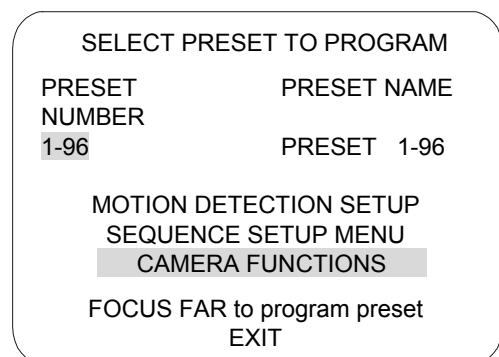 SELECT PRESET TO PROGRAM
PRESET NUMBER PRESET NAME
1-96 PRESET 1-96
MOTION DETECTION SETUP
SEQUENCE SETUP MENU
CAMERA FUNCTIONS
FOCUS FAR to program preset
EXIT